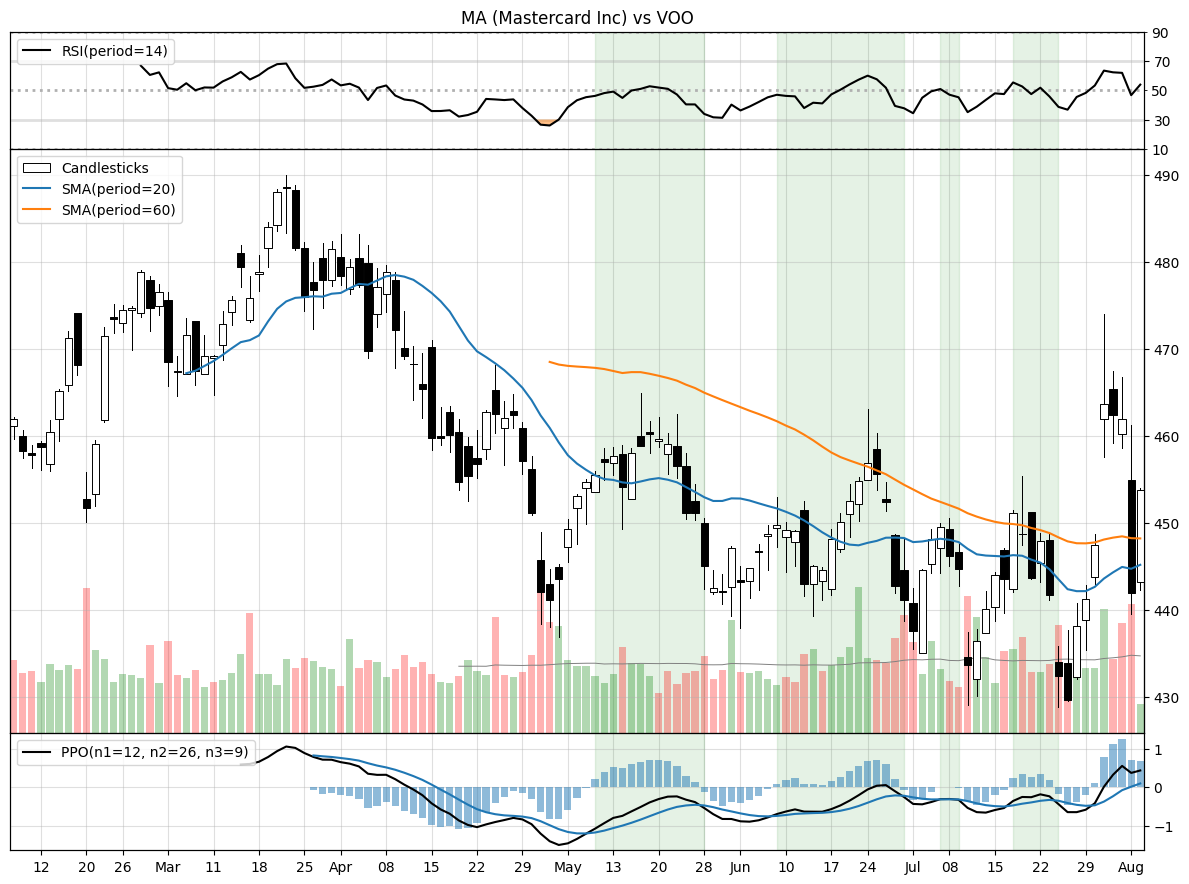 MA (Mastercard Inc) vs VOO
RSI(period=14)
90
70
50
30
10
Candlesticks
SMA(period=20)
SMA(period=60)
490
480
470
460
450
440
430
PPO(n1=12, n2=26, n3=9)
1
0
−1
12 20 26 Mar 11 18 25 Apr 08 15 22 29 May 13 20 28 Jun 10 17 24 Jul 08 15 22 29 Aug